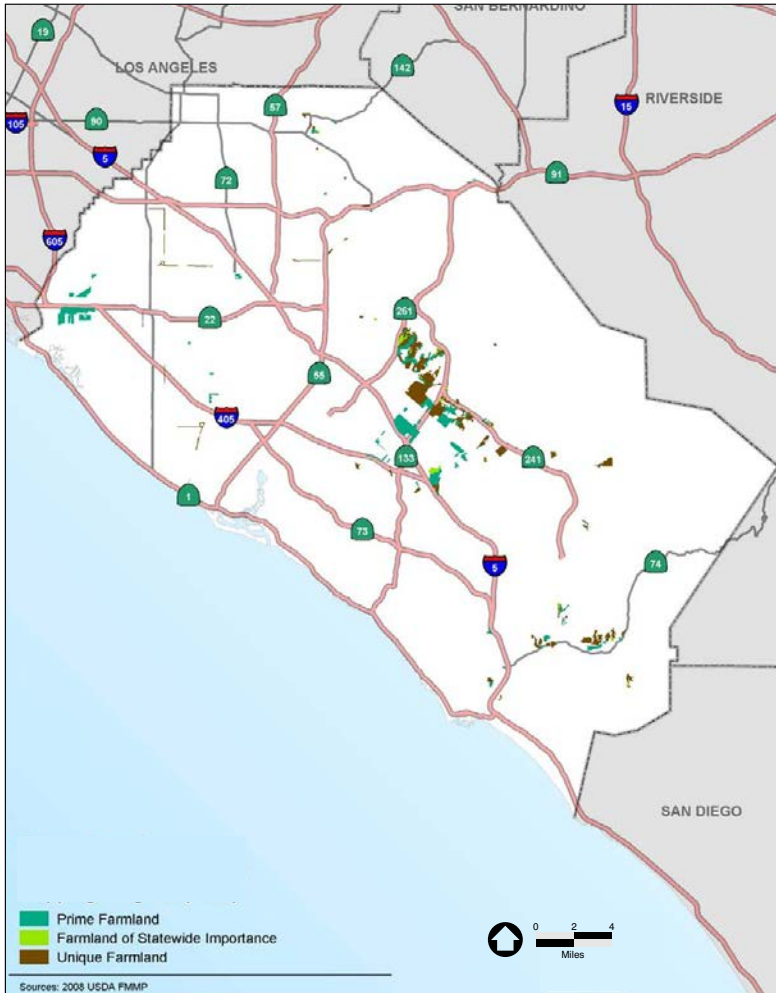 SAN BERNARDINO
19
LOS ANGELES
142
57
15
RIVERSIDE
105
90
5
72
91
605
261
22
55
405
133
241
1
73
5
74
SAN DIEGO
Prime Farmland
Farmland of Statewide Importance
Unique Farmland
0 2 4
Miles
Sources: 2008 USDA FMMP